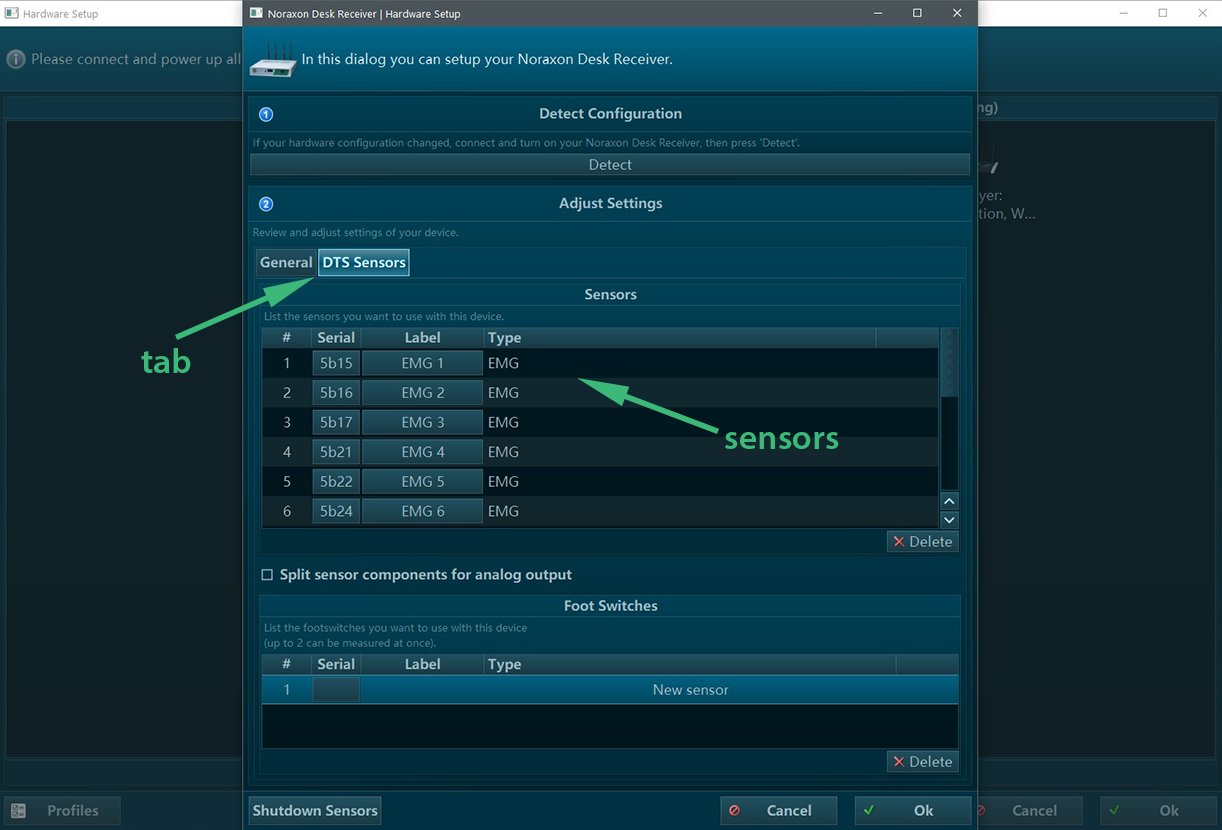 Hardware Setup
Noraxon Desk Receiver | Hardware Setup
Please connect and power up all
In this dialog you can setup your Noraxon Desk Receiver.
ng)
1
Detect Configuration
If your hardware configuration changed, connect and turn on your Noraxon Desk Receiver, then press 'Detect'.
Detect
yer:
tion, W...
2
Adjust Settings
Review and adjust settings of your device.
General DTS Sensors
tab
Sensors
List the sensors you want to use with this device.
# Serial Label Type
1 5b15 EMG 1 EMG
2 5b16 EMG 2 EMG
3 5b17 EMG 3 EMG
4 5b21 EMG 4 EMG
5 5b22 EMG 5 EMG
6 5b24 EMG 6 EMG
sensors
Delete
Split sensor components for analog output
Foot Switches
List the footswitches you want to use with this device
(up to 2 can be measured at once).
# Serial Label Type
1 New sensor
Delete
Profiles
Shutdown Sensors
Cancel
Ok
Cancel
Ok